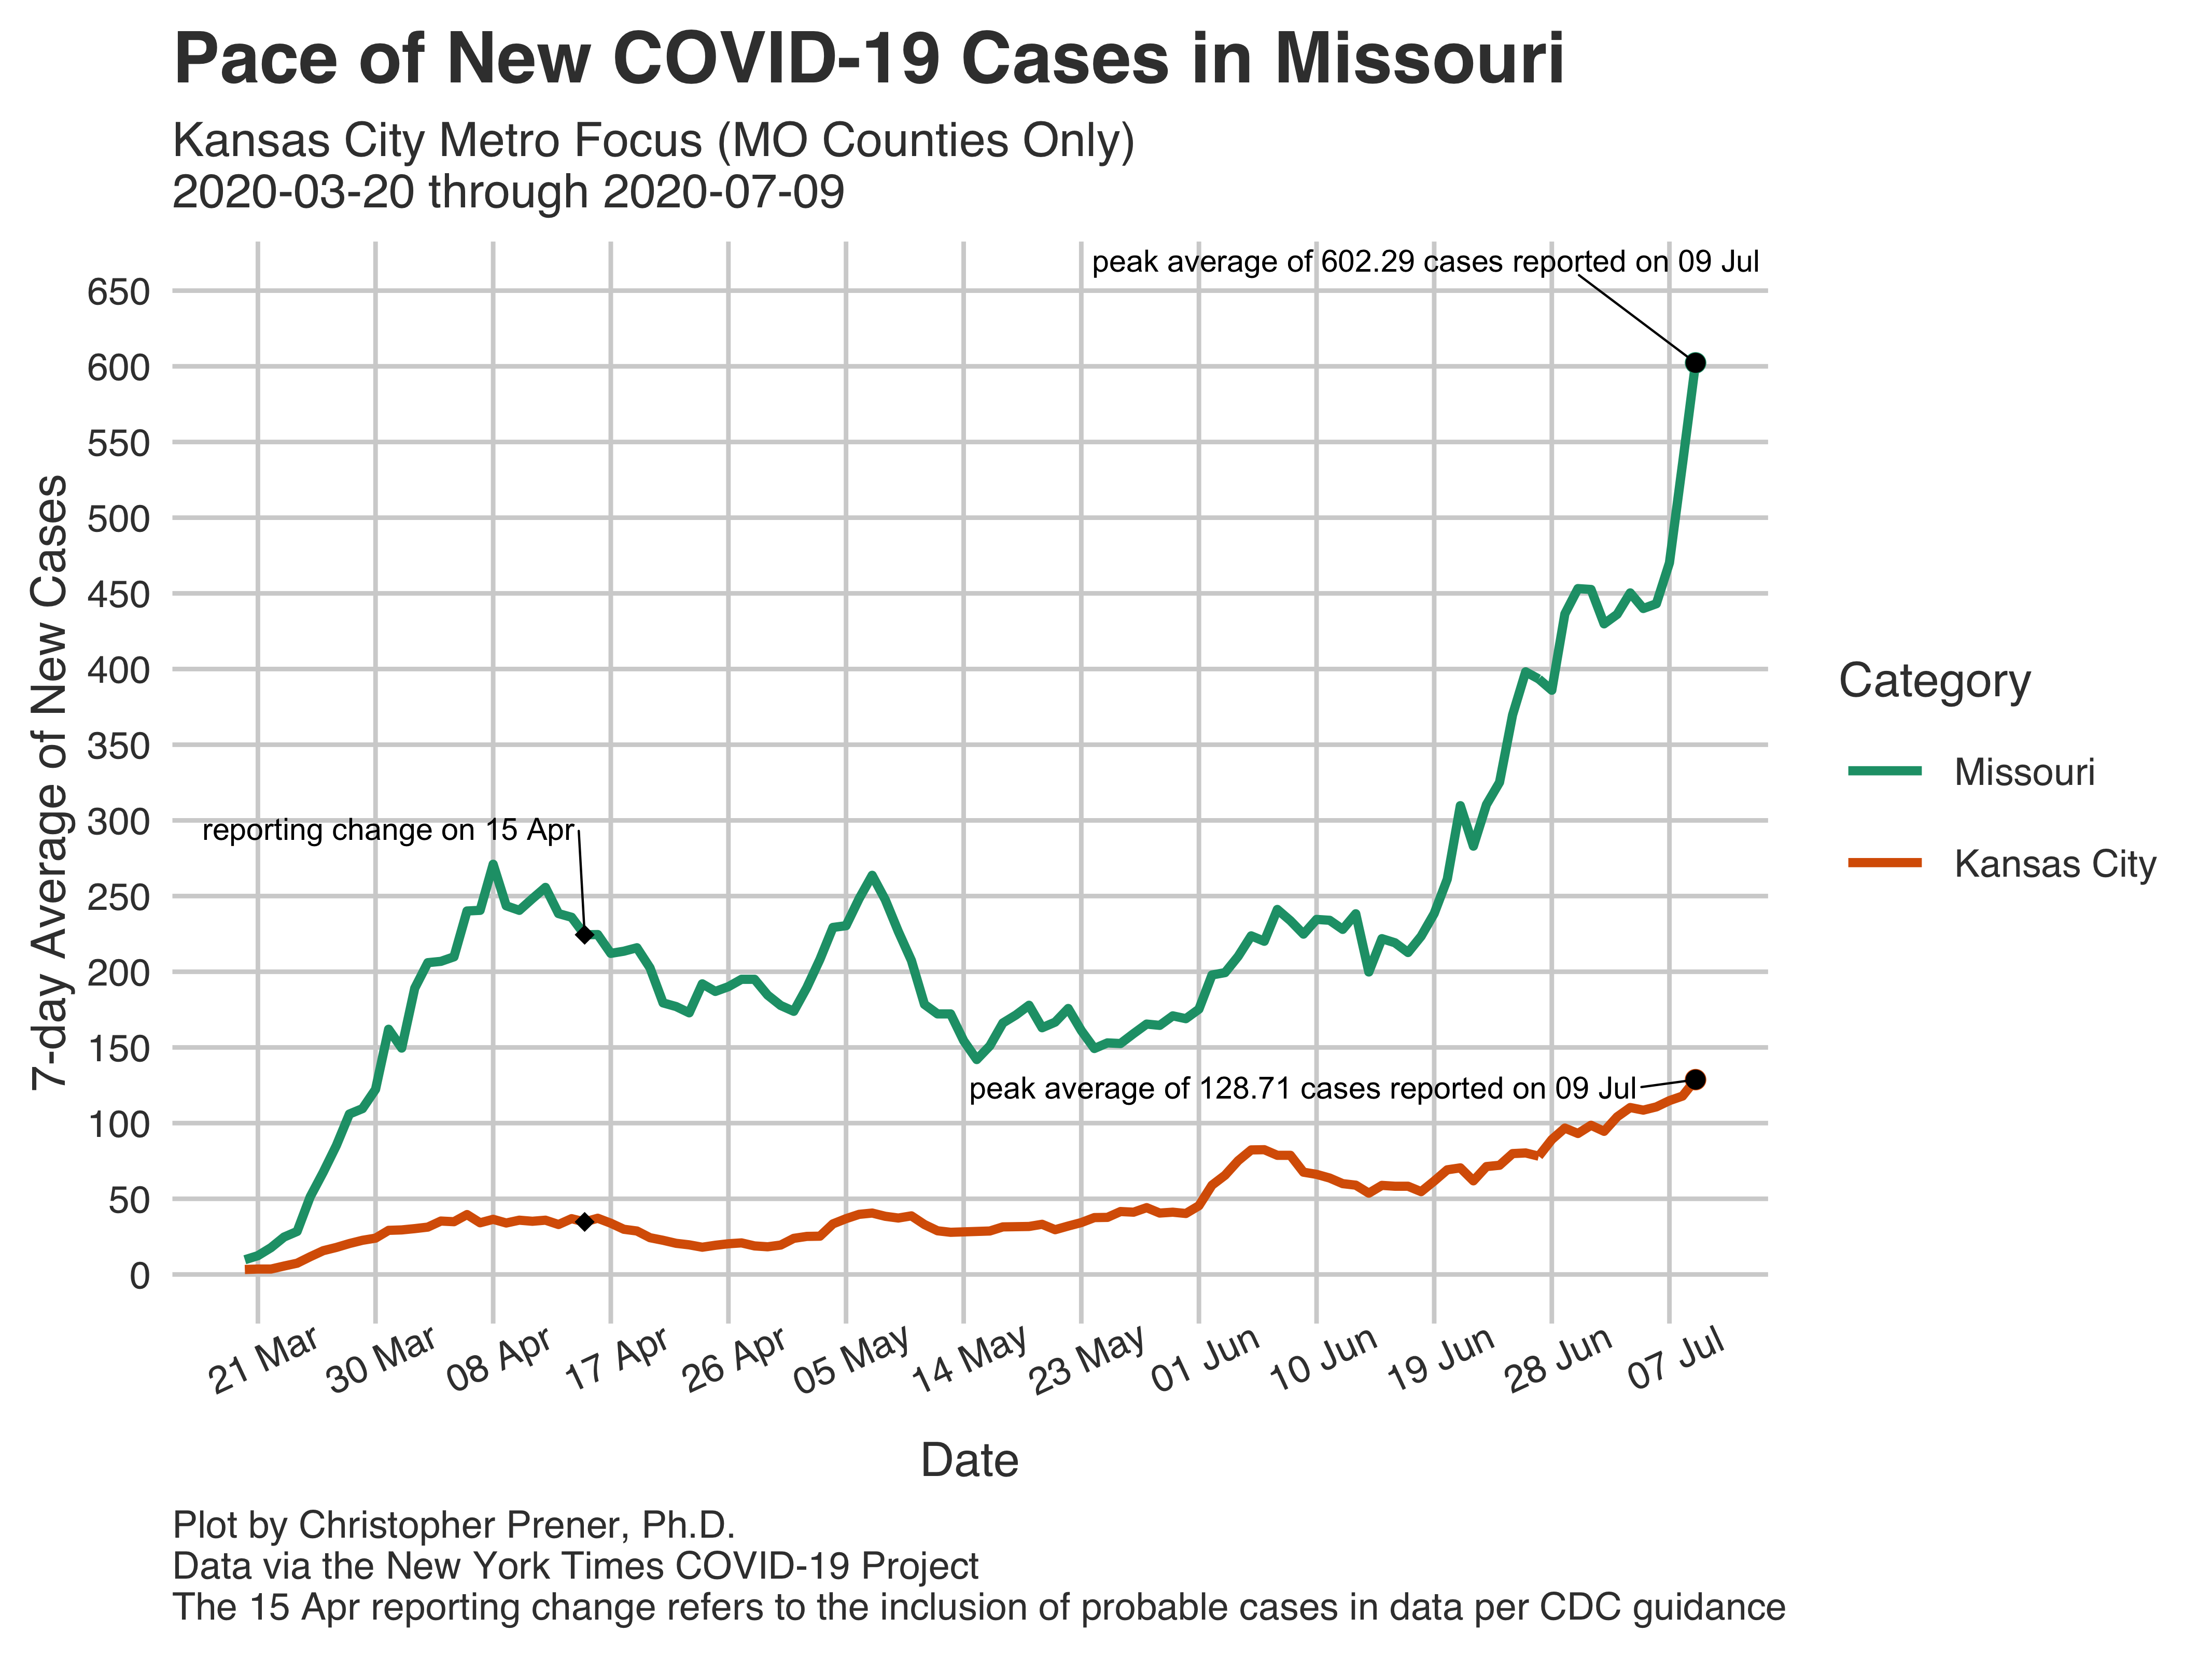 Pace of New COVID-19 Cases in Missouri
Kansas City Metro Focus (MO Counties Only)
2020-03-20 through 2020-07-09
peak average of 602.29 cases reported on 09 Jul
650
600
550
500
450
400
350
300
250
200
150
100
50
0
7-day Average of New Cases
reporting change on 15 Apr
peak average of 128.71 cases reported on 09 Jul
Category
Missouri
Kansas City
21 Mar
30 Mar
08 Apr
17 Apr
26 Apr
05 May
14 May
23 May
01 Jun
10 Jun
19 Jun
28 Jun
07 Jul
Date
Plot by Christopher Prener, Ph.D.
Data via the New York Times COVID-19 Project
The 15 Apr reporting change refers to the inclusion of probable cases in data per CDC guidance